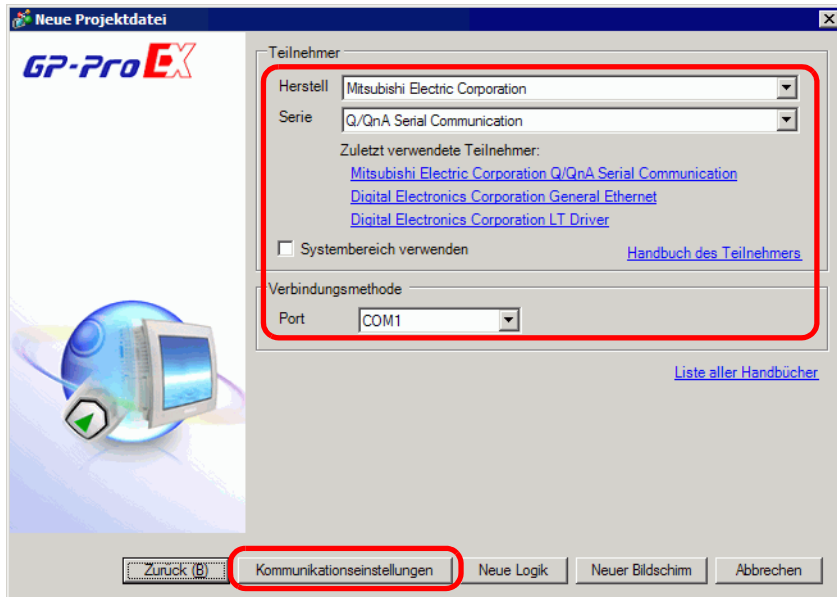 Neue Projektdatei
GP-Pro EX
Teilnehmer
Herstell Mitsubishi Electric Corporation
Serie Q/QnA Serial Communication
Zuletzt verwendete Teilnehmer:
Mitsubishi Electric Corporation Q/QnA Serial Communication
Digital Electronics Corporation General Ethernet
Digital Electronics Corporation LT Driver
Systembereich verwenden Handbuch des Teilnehmers
Verbindungsmethode
Port COM1
Liste aller Handbücher
Zurück (B) Kommunikationseinstellungen Neue Logik Neuer Bildschirm Abbrechen